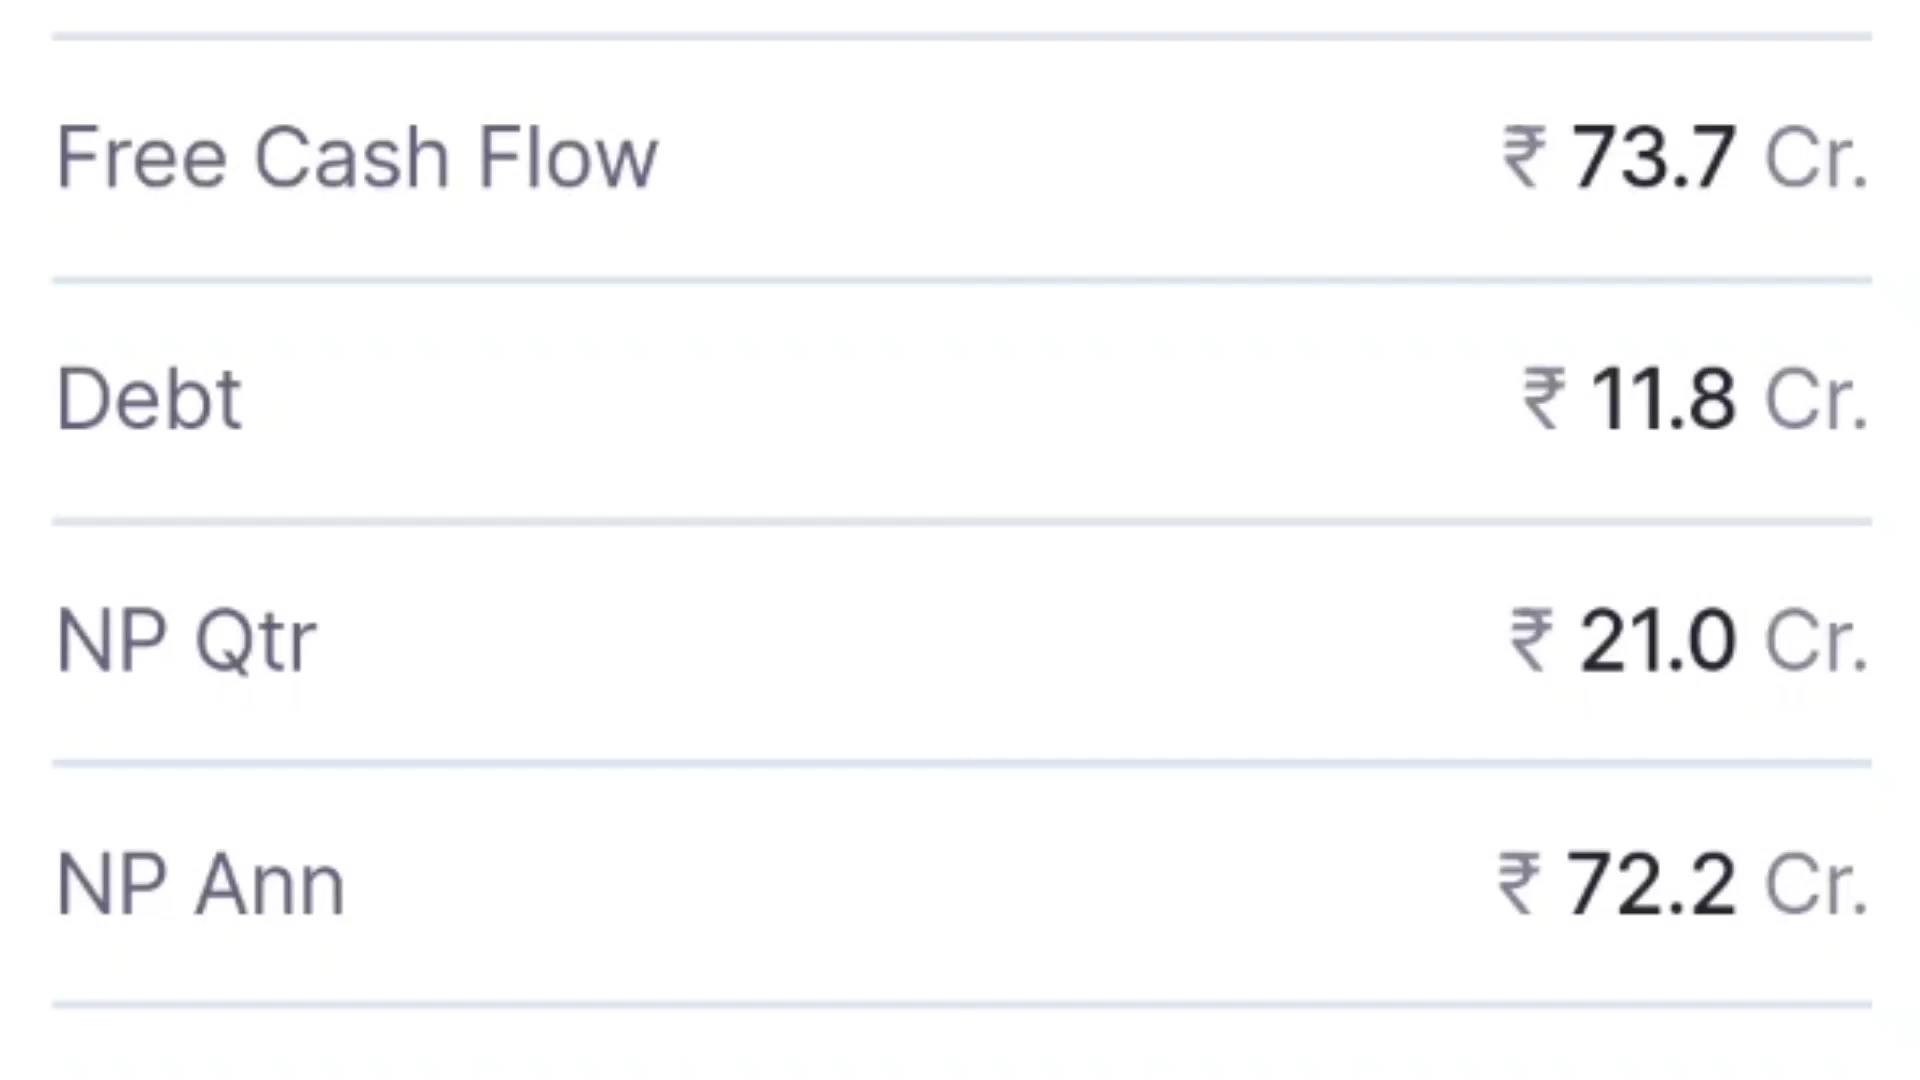 Free Cash Flow ₹ 73.7 Cr.
Debt ₹ 11.8 Cr.
NP Qtr ₹ 21.0 Cr.
NP Ann ₹ 72.2 Cr.